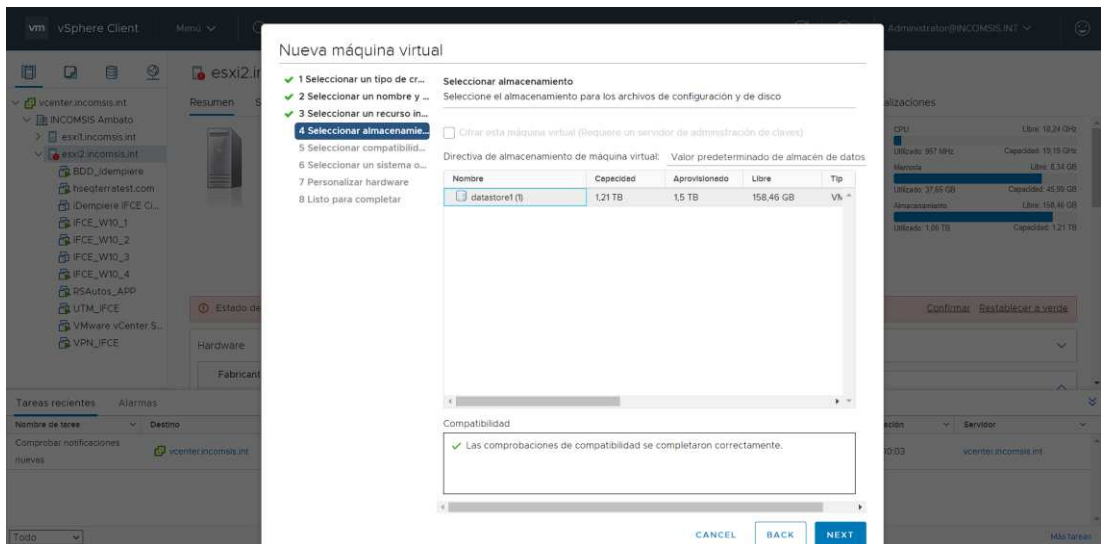 vm vSphere Client Menú Administrator@INCOMSIS.INT
Nueva máquina virtual
✓ 1 Seleccionar un tipo de cr...
✓ 2 Seleccionar un nombre y ...
✓ 3 Seleccionar un recurso in...
4 Seleccionar almacenamie...
5 Seleccionar compatibilid...
6 Seleccionar un sistema o...
7 Personalizar hardware
8 Listo para completar
Seleccionar almacenamiento
Seleccione el almacenamiento para los archivos de configuración y de disco
Cifrar esta máquina virtual (Requiere un servidor de administración de claves)
Directiva de almacenamiento de máquina virtual: Valor predeterminado de almacén de datos
Nombre Capacidad Aprovisionado Libre Tip
datastore1 (1) 1,21 TB 1,5 TB 158,46 GB VM
Compatibilidad
✓ Las comprobaciones de compatibilidad se completaron correctamente.
CANCEL BACK NEXT
vcenter.incomsis.int
INCOMSIS Ambato
esxi1.incomsis.int
esxi2.incomsis.int
BDD_Idempiere
hseqterratest.com
iDempiere IFCE Ci...
IFCE_W10_1
IFCE_W10_2
IFCE_W10_3
IFCE_W10_4
RSAutos_APP
UTM_IFCE
VMware vCenter S...
VPN_IFCE
esxi2.in
Resumen S
alizaciones
CPU Libre: 18,24 GHz
Utilizado: 957 MHz Capacidad: 19,19 GHz
Memoria Libre: 8,34 GB
Utilizado: 37,65 GB Capacidad: 45,99 GB
Almacenamiento Libre: 158,46 GB
Utilizado: 1,06 TB Capacidad: 1,21 TB
Estado de
Confirmar Restablecer a verde
Hardware
Fabricant
Tareas recientes Alarmas
Nombre de tarea Destino ación Servidor
Comprobar notificaciones nuevas vcenter.incomsis.int 10:03 vcenter.incomsis.int
Todo Más tareas